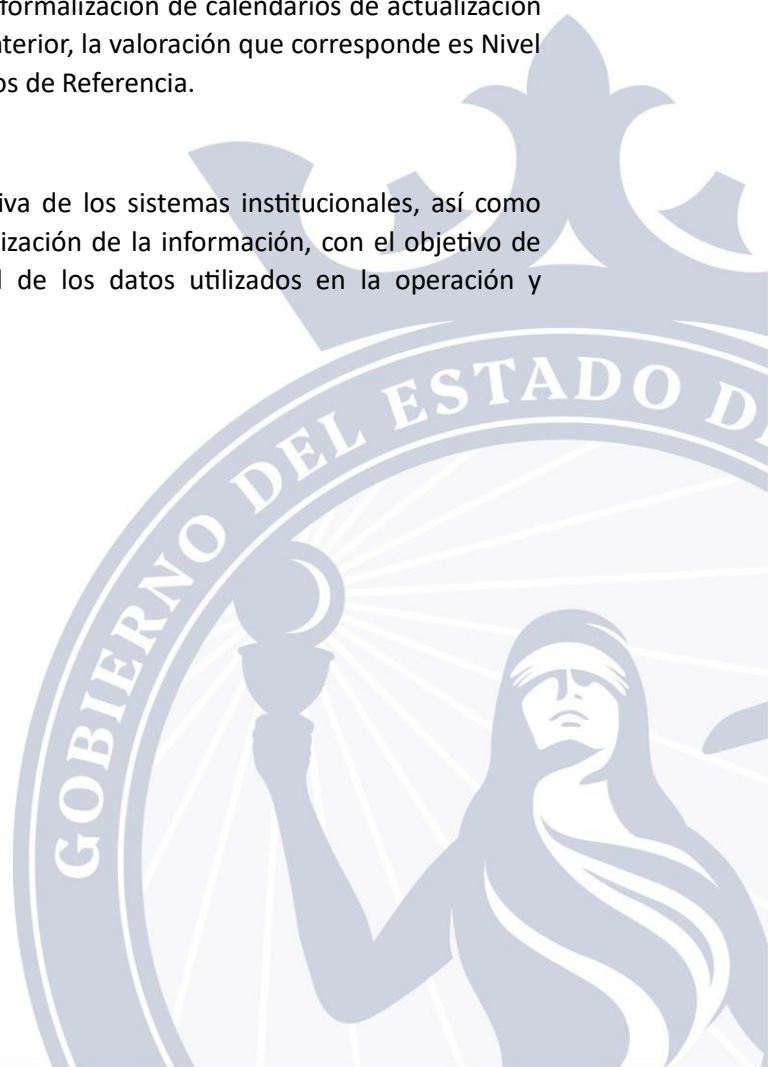 formalización de calendarios de actualización
nterior, la valoración que corresponde es Nivel
os de Referencia.
iva de los sistemas institucionales, así como
ización de la información, con el objetivo de
de los datos utilizados en la operación y
GOBIERNO DEL ESTADO